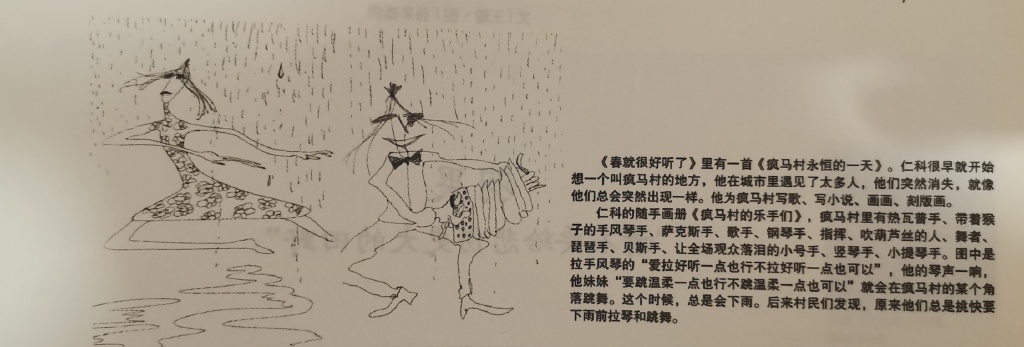 《春就很好听了》里有一首《疯马村永恒的一天》。仁科很早就开始
想一个叫疯马村的地方，他在城市里遇见了太多人，他们突然消失，就像
他们总会突然出现一样。他为疯马村写歌、写小说、画画、刻版画。
仁科的随手画册《疯马村的乐手们》，疯马村里有热瓦普手、带着猴
子的手风琴手、萨克斯手、歌手、钢琴手、指挥、吹葫芦丝的人、舞者、
琵琶手、贝斯手、让全场观众落泪的小号手、竖琴手、小提琴手。图中是
拉手风琴的“爱拉好听一点也行不拉好听一点也可以”，他的琴声一响，
他妹妹“要跳温柔一点也行不跳温柔一点也可以”就会在疯马村的某个角
落跳舞。这个时候，总是会下雨。后来村民们发现，原来他们总是挑快要
下雨前拉琴和跳舞。